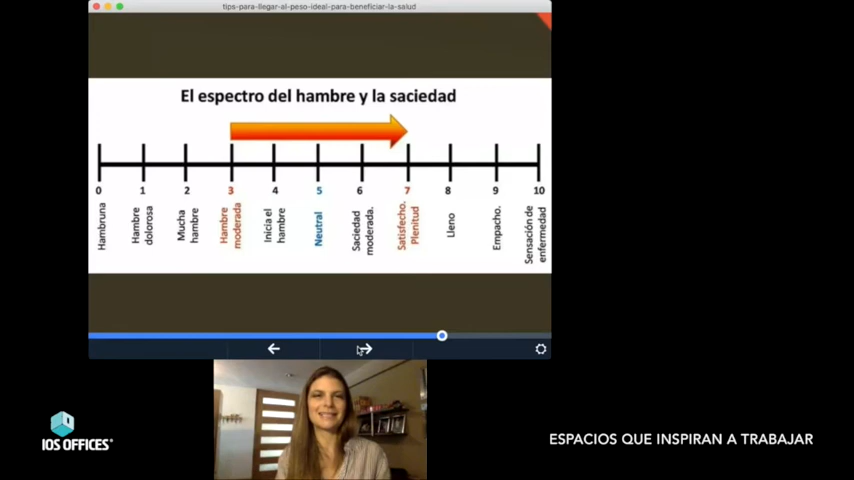 tips-para-llegar-al-peso-ideal-para-beneficiar-la-salud
El espectro del hambre y la saciedad
0 1 2 3 4 5 6 7 8 9 10
Hambruna
Hambre
dolorosa
Mucha
hambre
Hambre
moderada
Inicia el
hambre
Neutral
Saciedad
moderada.
Satisfecho.
Plenitud
Lleno
Empacho.
Sensación de
enfermedad
IOS OFFICES®
ESPACIOS QUE INSPIRAN A TRABAJAR